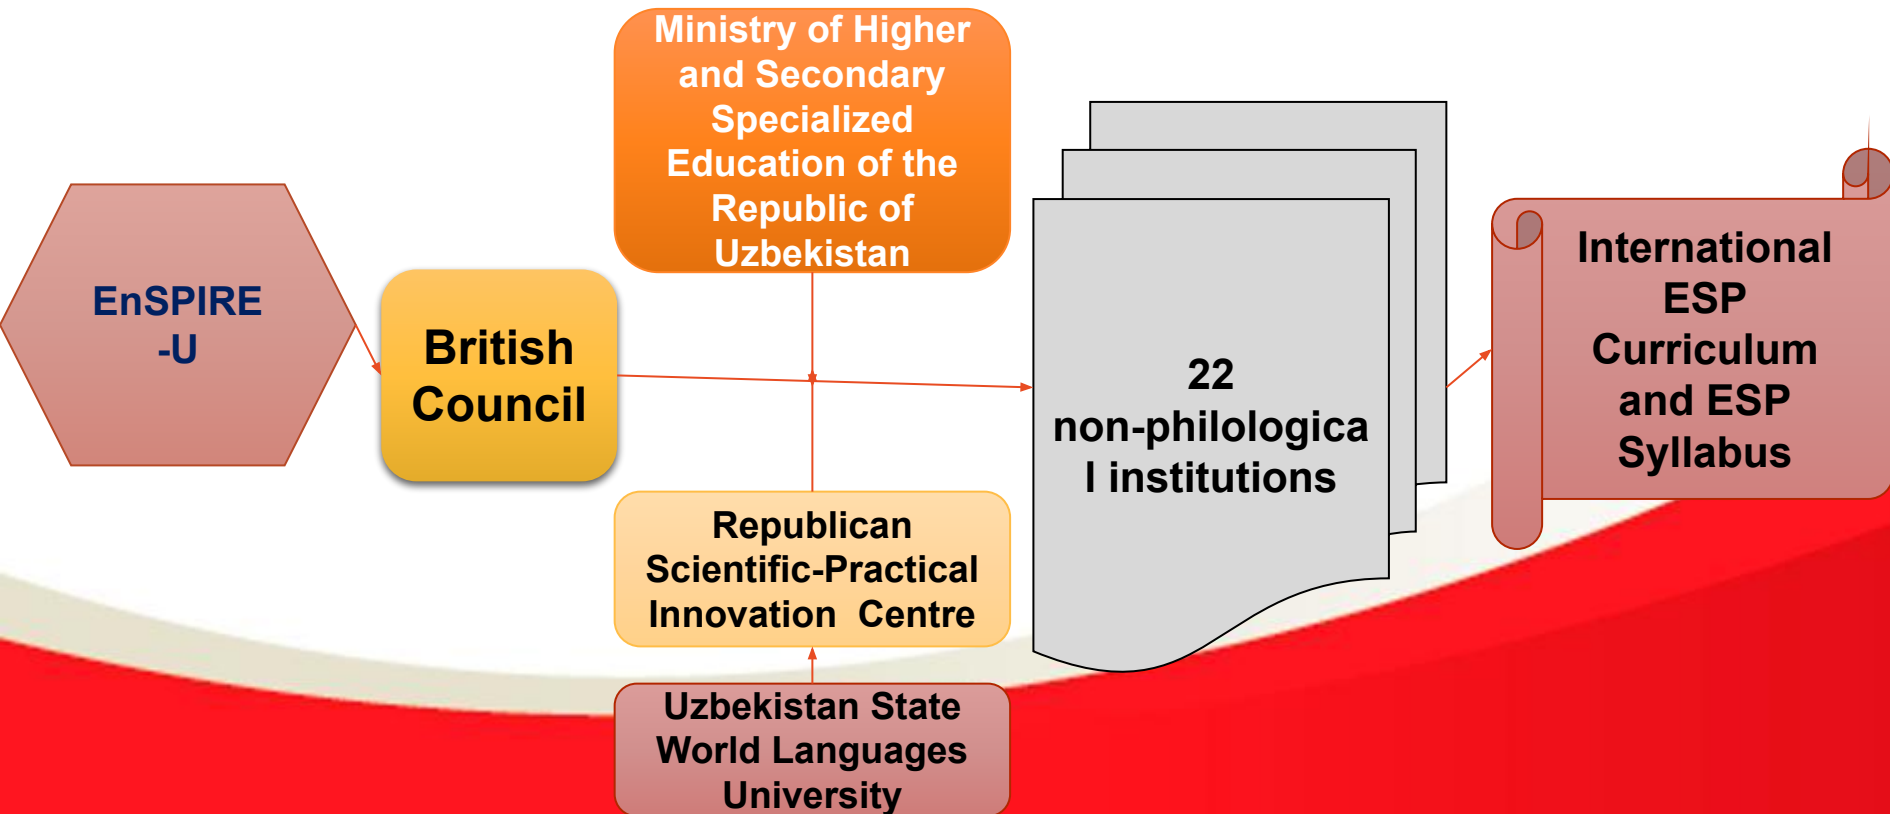 EnSPIRE
-U
British
Council
Ministry of Higher
and Secondary
Specialized
Education of the
Republic of
Uzbekistan
Republican
Scientific-Practical
Innovation  Centre
Uzbekistan State
World Languages
University
22
non-philologica
l institutions
International
ESP
Curriculum
and ESP
Syllabus